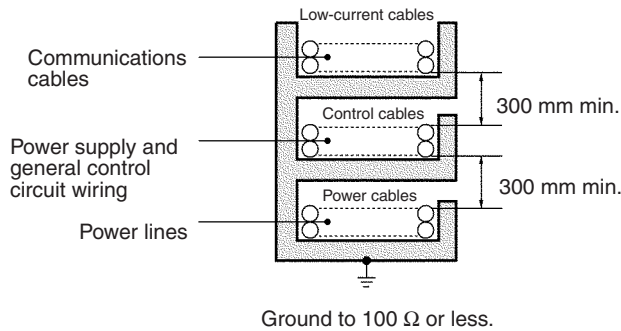 Low-current cables
Communications
cables
300 mm min.
Control cables
Power supply and
general control
circuit wiring
300 mm min.
Power cables
Power lines
Ground to 100 Ω or less.